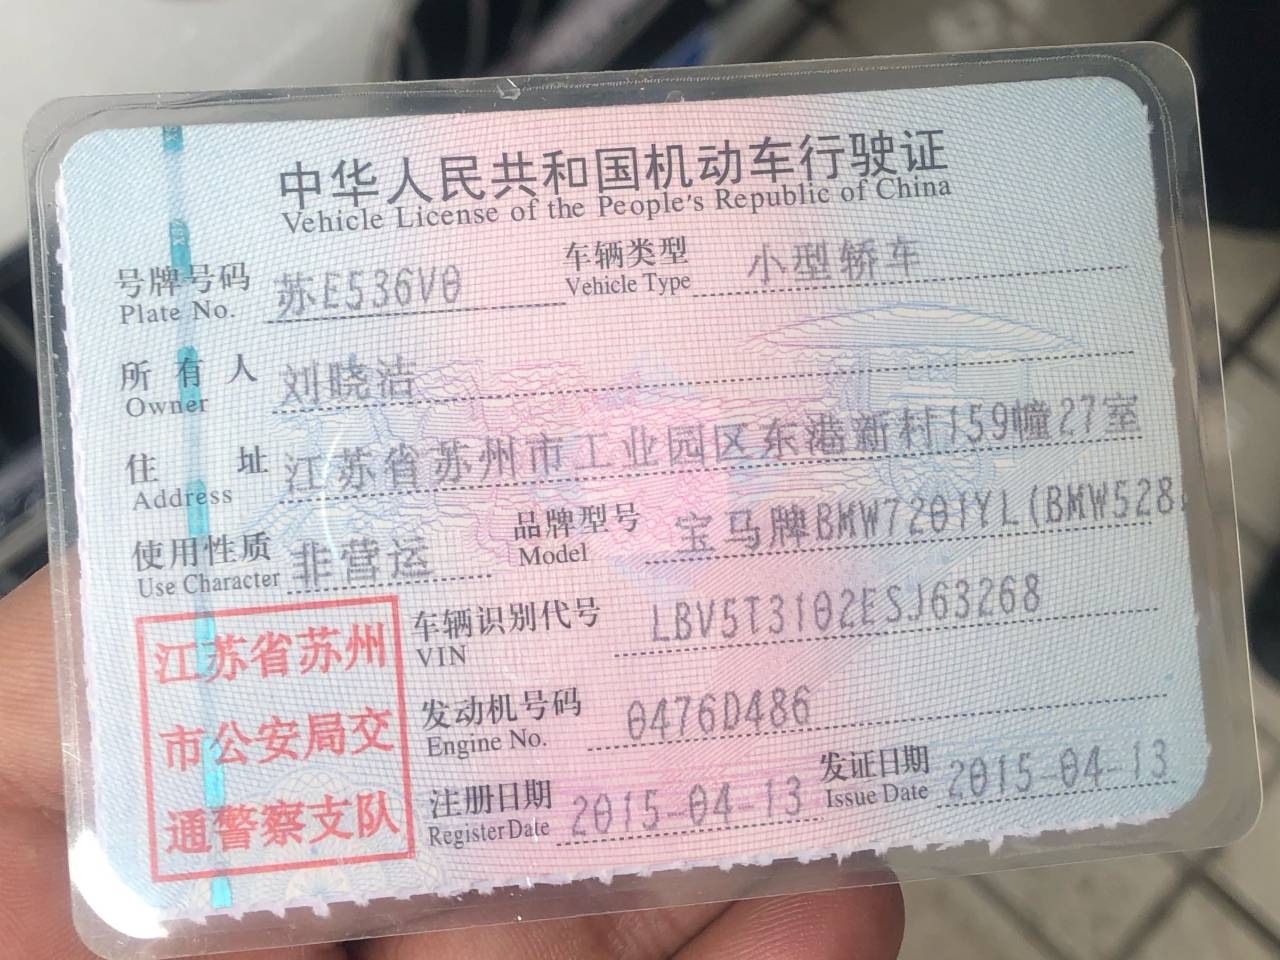 中华人民共和国机动车行驶证
Vehicle License of the People's Republic of China
号牌号码 苏E536V0 车辆类型 小型轿车
Plate No. Vehicle Type
所有人 刘晓洁
Owner
住址 江苏省苏州市工业园区东港新村159幢27室
Address
使用性质 非营运 品牌型号 宝马牌BMW7201YL(BMW528
Use Character Model
车辆识别代号 LBV5T3102ESJ63268
VIN
发动机号码 0476D486
Engine No.
注册日期 2015-04-13 发证日期 2015-04-13
Register Date Issue Date
江苏省苏州
市公安局交
通警察支队